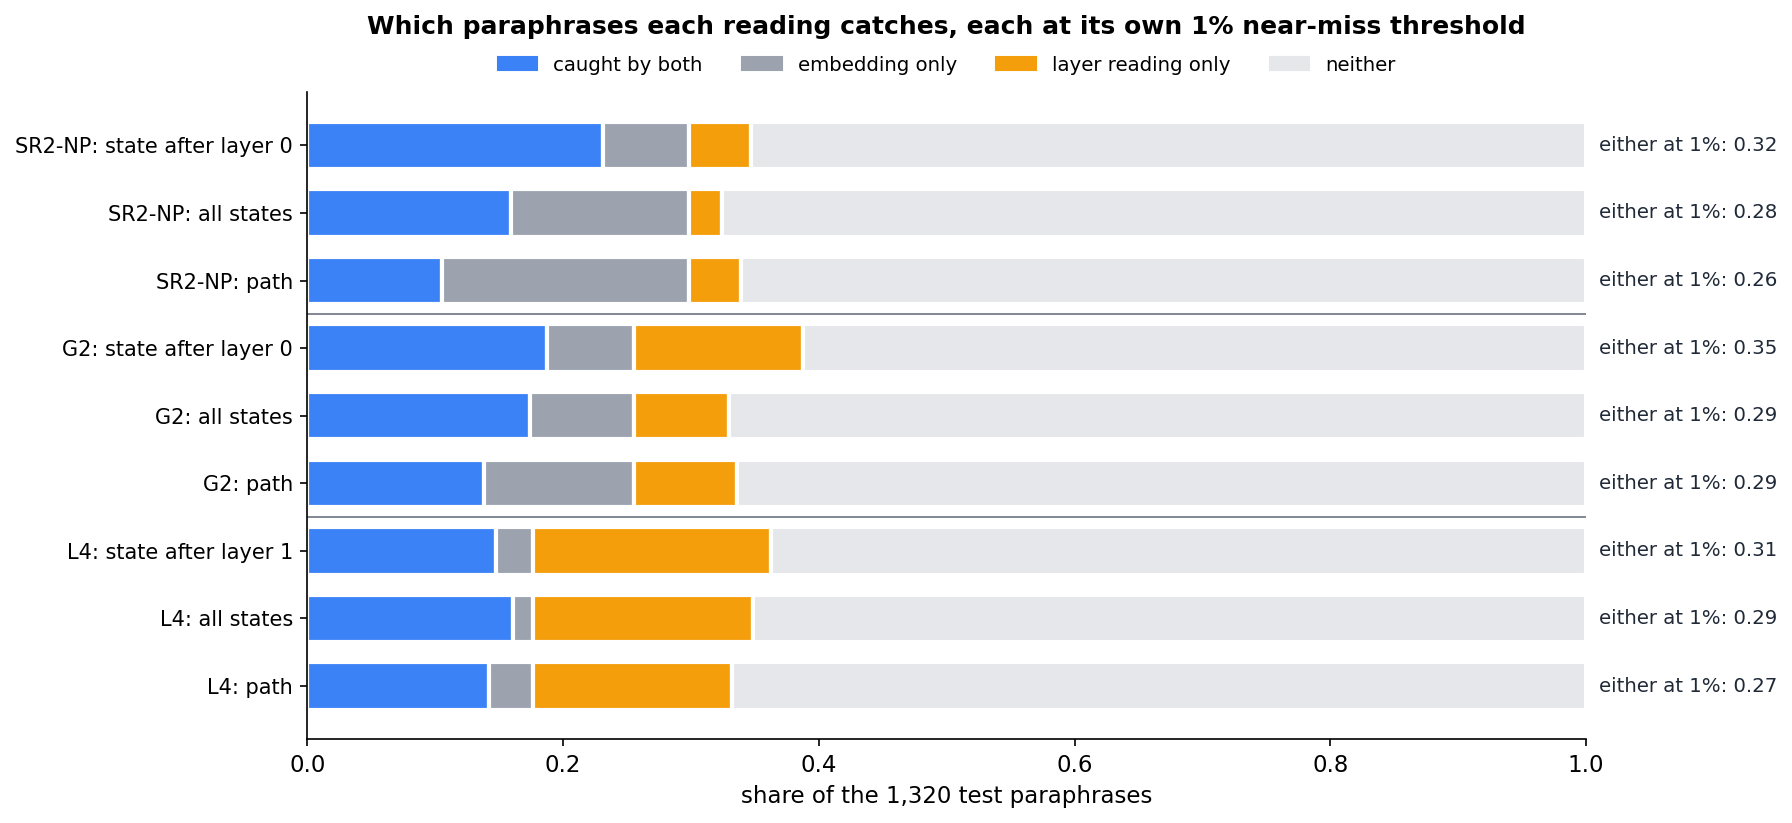 Which paraphrases each reading catches, each at its own 1% near-miss threshold
caught by both embedding only layer reading only neither
SR2-NP: state after layer 0 either at 1%: 0.32
SR2-NP: all states either at 1%: 0.28
SR2-NP: path either at 1%: 0.26
G2: state after layer 0 either at 1%: 0.35
G2: all states either at 1%: 0.29
G2: path either at 1%: 0.29
L4: state after layer 1 either at 1%: 0.31
L4: all states either at 1%: 0.29
L4: path either at 1%: 0.27
0.0 0.2 0.4 0.6 0.8 1.0
share of the 1,320 test paraphrases